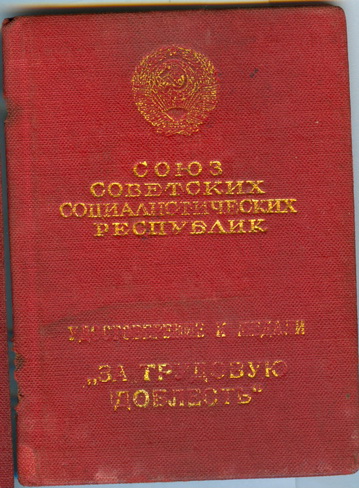 СОЮЗ
СОВЕТСКИХ
СОЦИАЛИСТИЧЕСКИХ
РЕСПУБЛИК
УДОСТОВЕРЕНИЕ К МЕДАЛИ
„ЗА ТРУДОВУЮ
ДОБЛЕСТЬ"